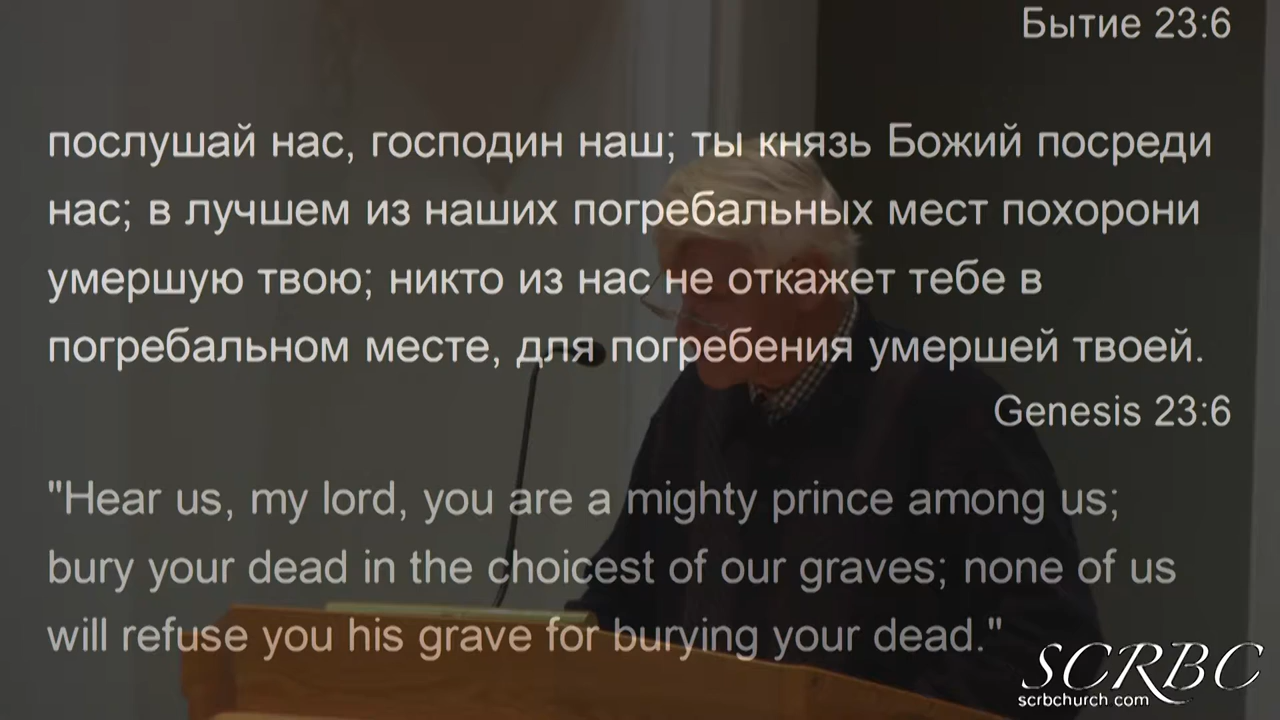 Бытие 23:6
послушай нас, господин наш; ты князь Божий посреди
нас; в лучшем из наших погребальных мест похорони
умершую твою; никто из нас не откажет тебе в
погребальном месте, для погребения умершей твоей.
Genesis 23:6
"Hear us, my lord, you are a mighty prince among us;
bury your dead in the choicest of our graves; none of us
will refuse you his grave for burying your dead."
SCRBC
scrbchurch com